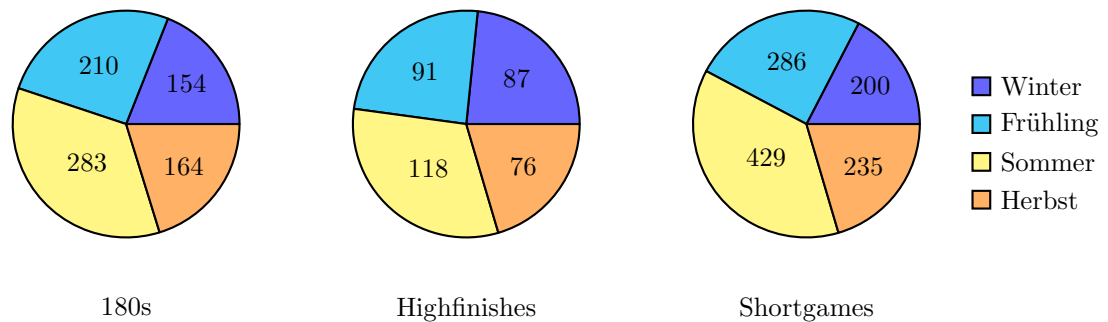 210
154
283
164
180s
91
87
118
76
Highfinishes
286
200
429
235
Shortgames
Winter
Frühling
Sommer
Herbst